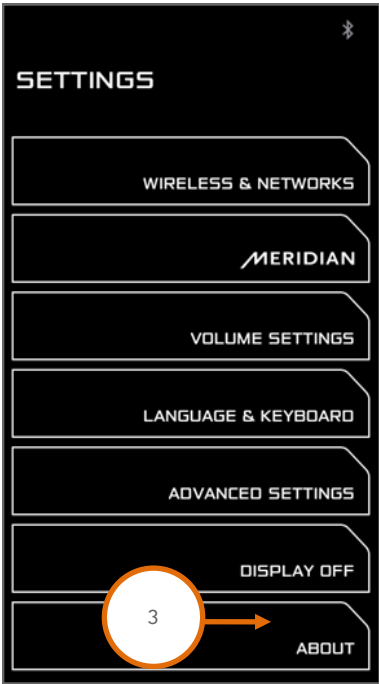 SETTINGS
WIRELESS & NETWORKS
MERIDIAN
VOLUME SETTINGS
LANGUAGE & KEYBOARD
ADVANCED SETTINGS
DISPLAY OFF
3
ABOUT